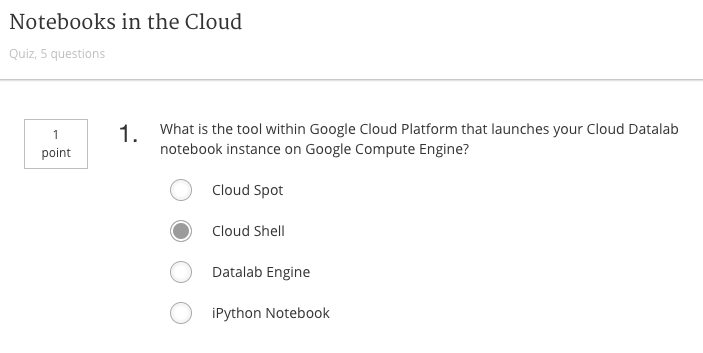 Notebooks in the Cloud
Quiz, 5 questions
1
point
1.
What is the tool within Google Cloud Platform that launches your Cloud Datalab
notebook instance on Google Compute Engine?
Cloud Spot
Cloud Shell
Datalab Engine
iPython Notebook